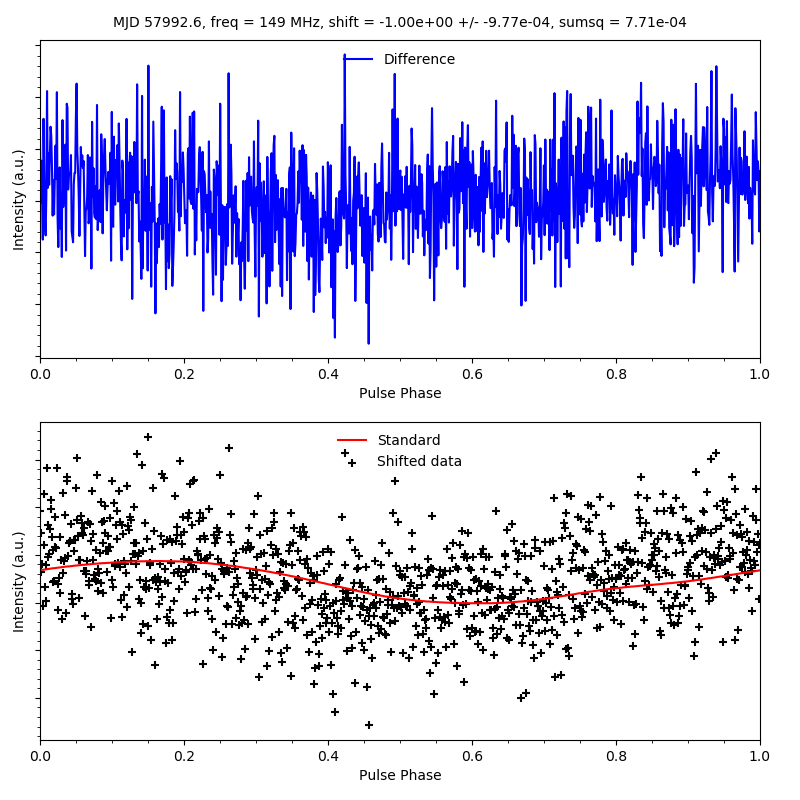 MJD 57992.6, freq = 149 MHz, shift = -1.00e+00 +/- -9.77e-04, sumsq = 7.71e-04
Difference
Intensity (a.u.)
0.0 0.2 0.4 0.6 0.8 1.0
Pulse Phase
Standard
Shifted data
Intensity (a.u.)
0.0 0.2 0.4 0.6 0.8 1.0
Pulse Phase